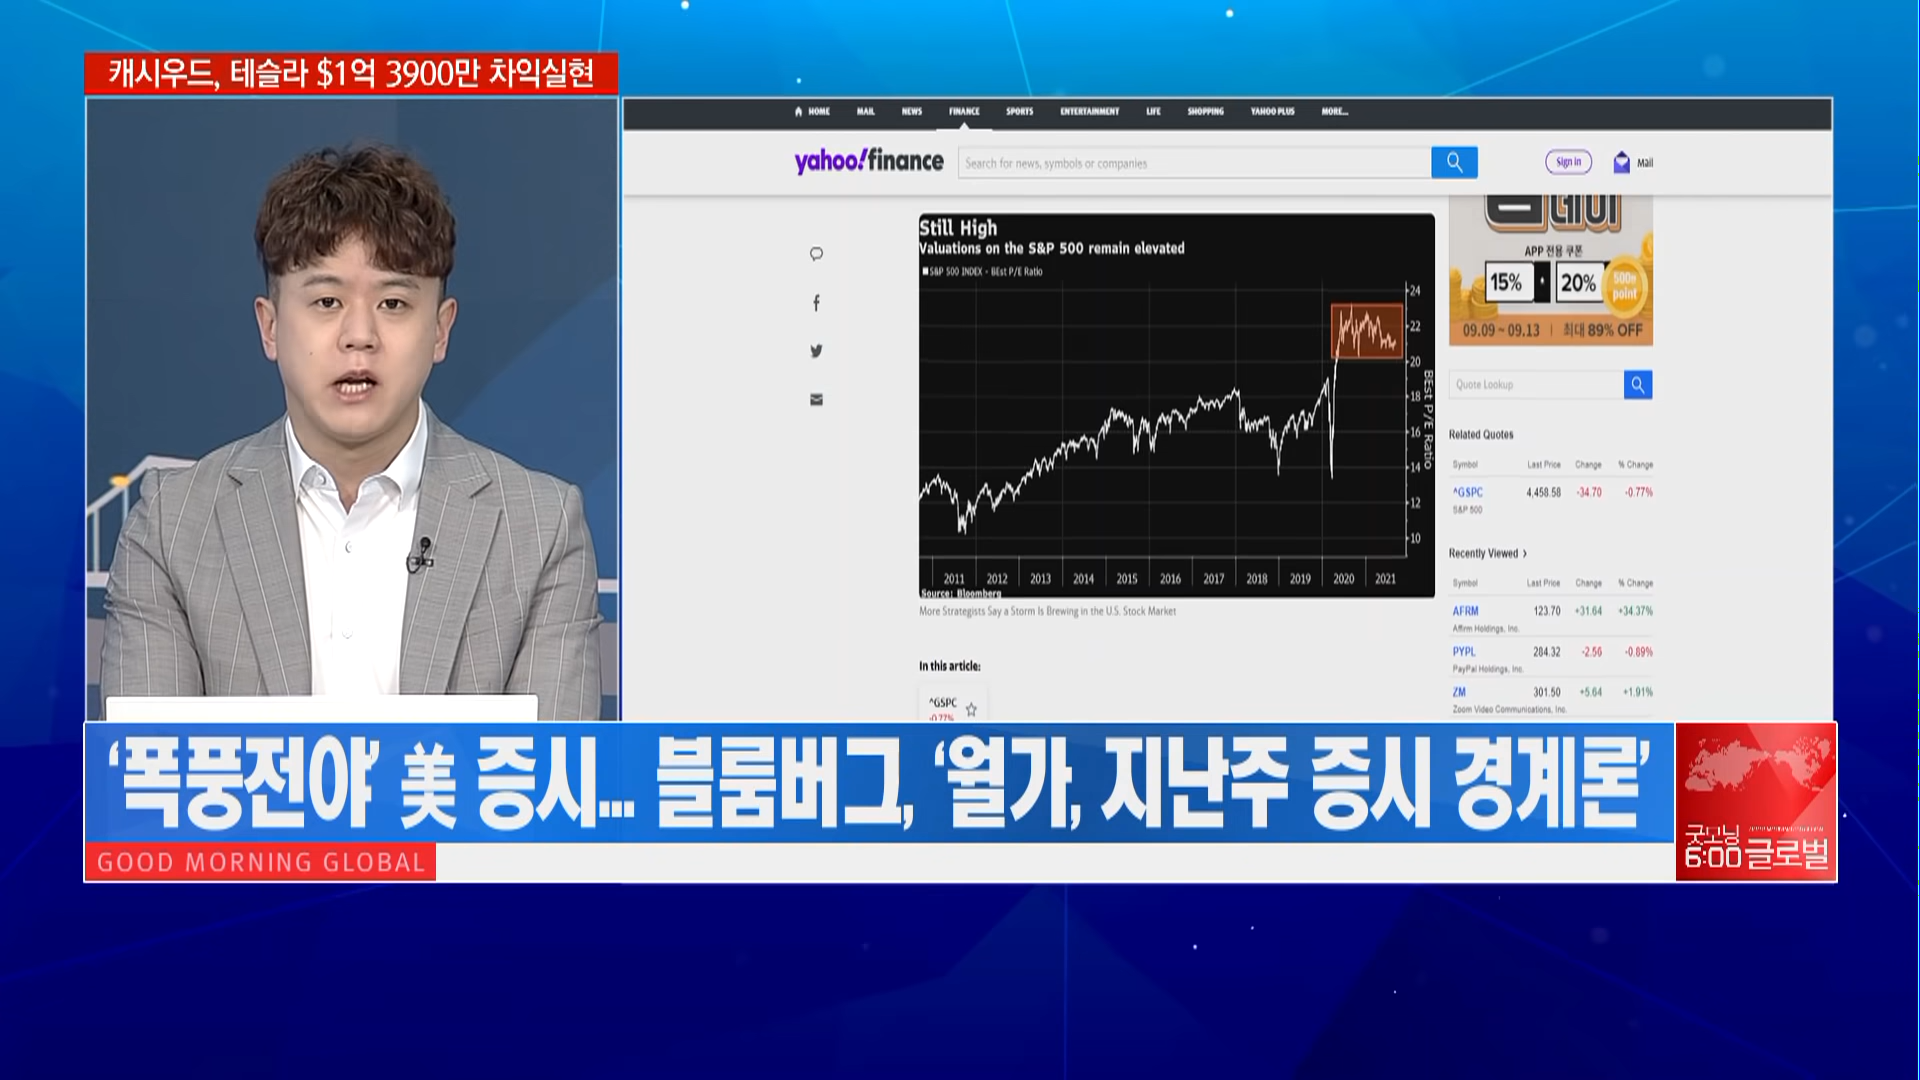 캐시우드, 테슬라 $1억 3900만 차익실현
HOME MAIL NEWS FINANCE SPORTS ENTERTAINMENT LIFE SHOPPING YAHOO PLUS MORE...
yahoo!finance
Search for news, symbols or companies
Sign in
Mail
Still High
Valuations on the S&P 500 remain elevated
S&P 500 INDEX - BEst P/E Ratio
24
22
20
18
16
14
12
10
BEst P/E Ratio
2011 2012 2013 2014 2015 2016 2017 2018 2019 2020 2021
Source: Bloomberg
More Strategists Say a Storm Is Brewing in the U.S. Stock Market
In this article:
^GSPC
-0.77%
APP 전용 쿠폰
15% 20%
500원
point
09.09 ~ 09.13 | 최대 89% OFF
Quote Lookup
Related Quotes
Symbol Last Price Change % Change
^GSPC 4,458.58 -34.70 -0.77%
S&P 500
Recently Viewed >
Symbol Last Price Change % Change
AFRM 123.70 +31.64 +34.37%
Affirm Holdings, Inc.
PYPL 284.32 -2.56 -0.89%
PayPal Holdings, Inc.
ZM 301.50 +5.64 +1.91%
Zoom Video Communications, Inc.
‘폭풍전야’ 美 증시... 블룸버그, ‘월가, 지난주 증시 경계론’
GOOD MORNING GLOBAL
굿모닝
6:00 글로벌